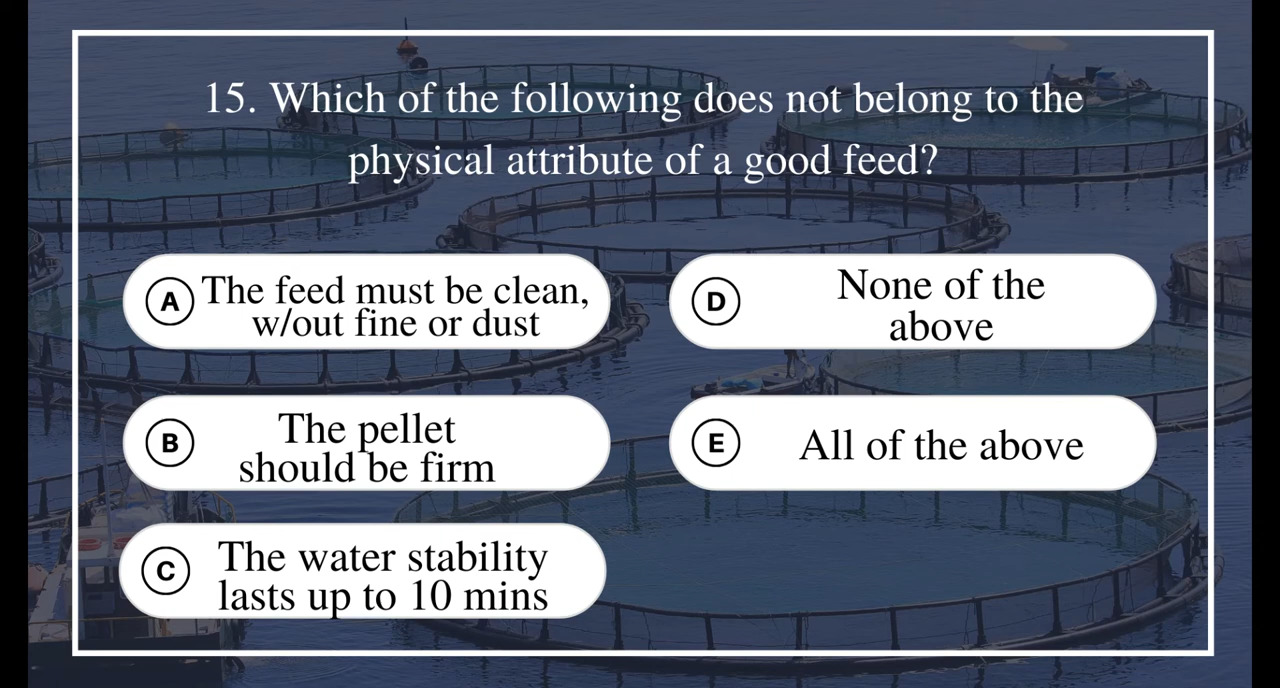 15. Which of the following does not belong to the
physical attribute of a good feed?
A The feed must be clean,
w/out fine or dust
B The pellet
should be firm
C The water stability
lasts up to 10 mins
D None of the
above
E All of the above